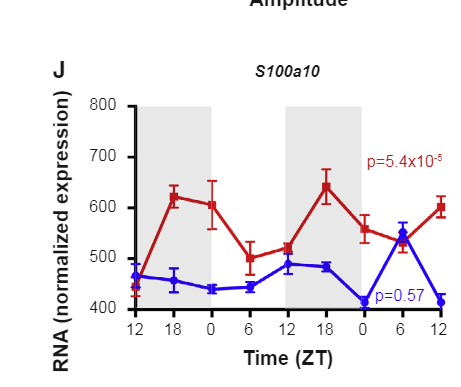 Amplitude
J
S100a10
RNA (normalized expression)
800
700
600
500
400
p=5.4x10⁻⁵
p=0.57
12 18 0 6 12 18 0 6 12
Time (ZT)